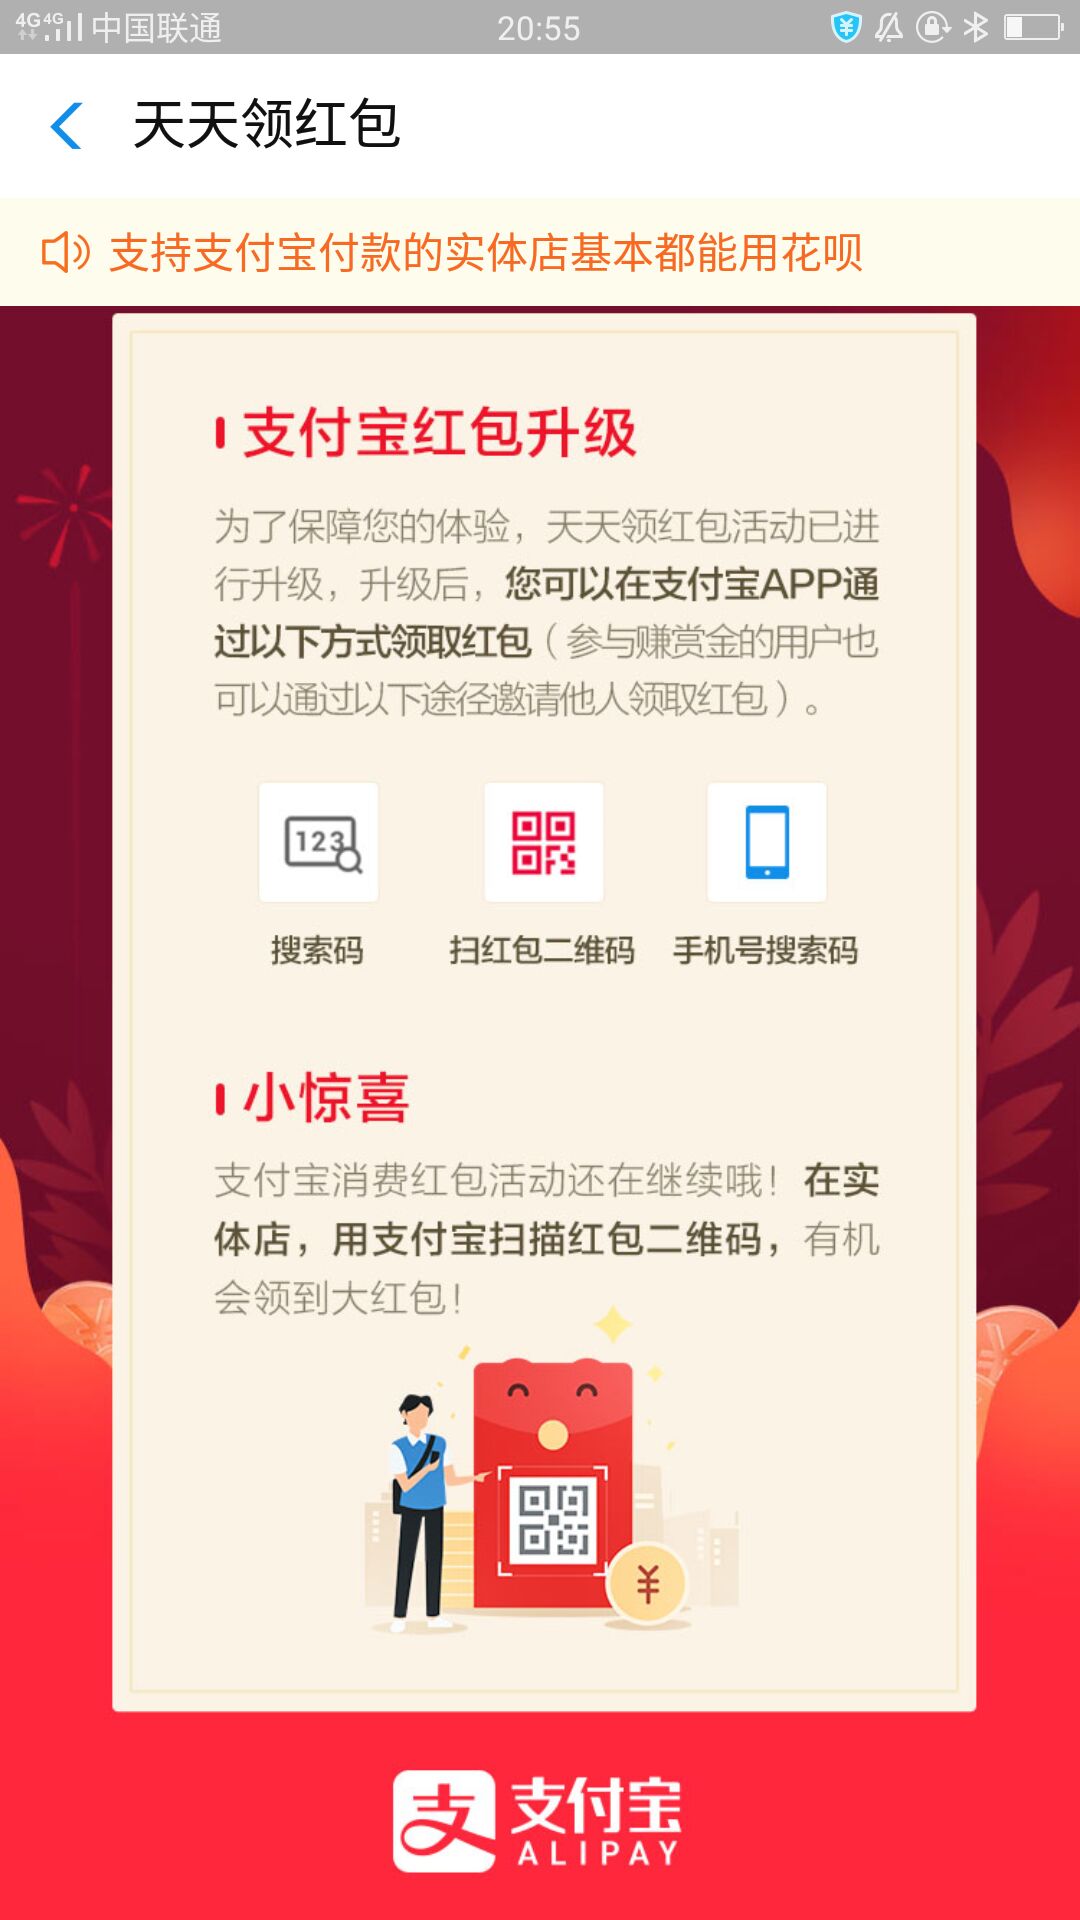 4G 4G 中国联通 20:55
天天领红包
支持支付宝付款的实体店基本都能用花呗
支付宝红包升级
为了保障您的体验，天天领红包活动已进
行升级，升级后，您可以在支付宝APP通
过以下方式领取红包（参与赚赏金的用户也
可以通过以下途径邀请他人领取红包）。
123
搜索码 扫红包二维码 手机号搜索码
小惊喜
支付宝消费红包活动还在继续哦！在实
体店，用支付宝扫描红包二维码，有机
会领到大红包！
支 支付宝
ALIPAY